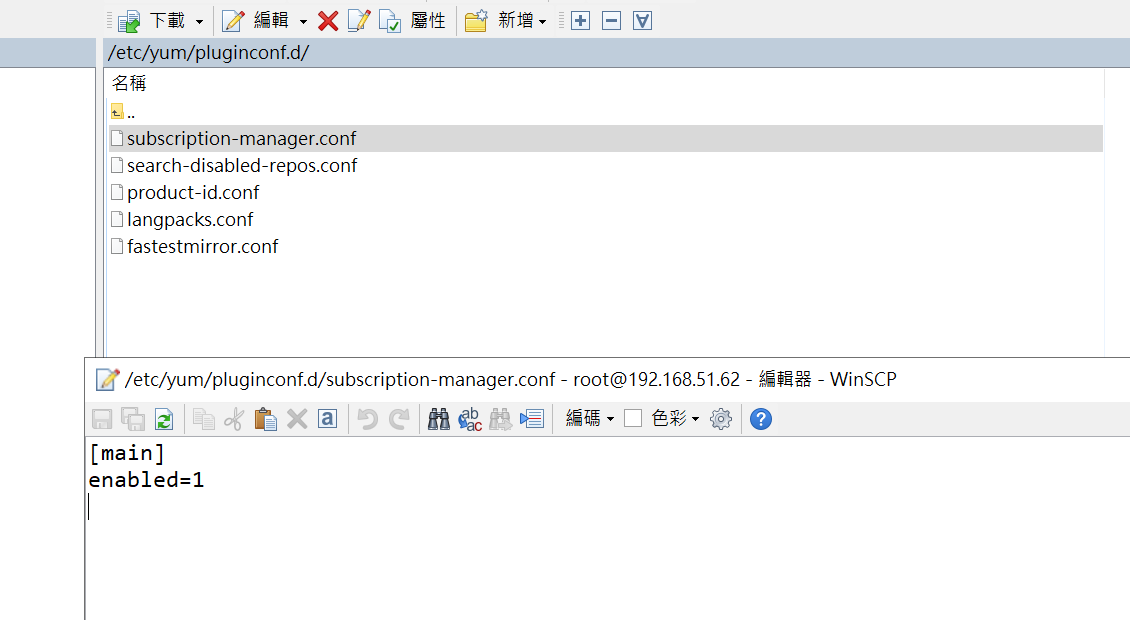 下載 編輯 屬性 新增
/etc/yum/pluginconf.d/
名稱
..
subscription-manager.conf
search-disabled-repos.conf
product-id.conf
langpacks.conf
fastestmirror.conf
/etc/yum/pluginconf.d/subscription-manager.conf - root@192.168.51.62 - 編輯器 - WinSCP
編碼 色彩
[main]
enabled=1